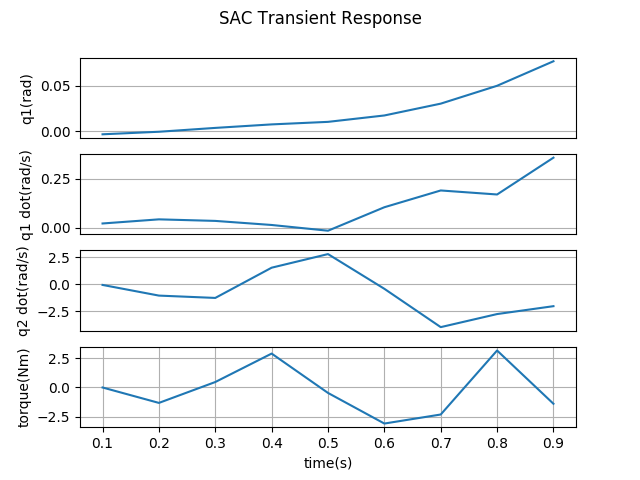 SAC Transient Response
q1(rad)
0.05
0.00
q1 dot(rad/s)
0.25
0.00
q2 dot(rad/s)
2.5
0.0
−2.5
torque(Nm)
2.5
0.0
−2.5
0.1 0.2 0.3 0.4 0.5 0.6 0.7 0.8 0.9
time(s)